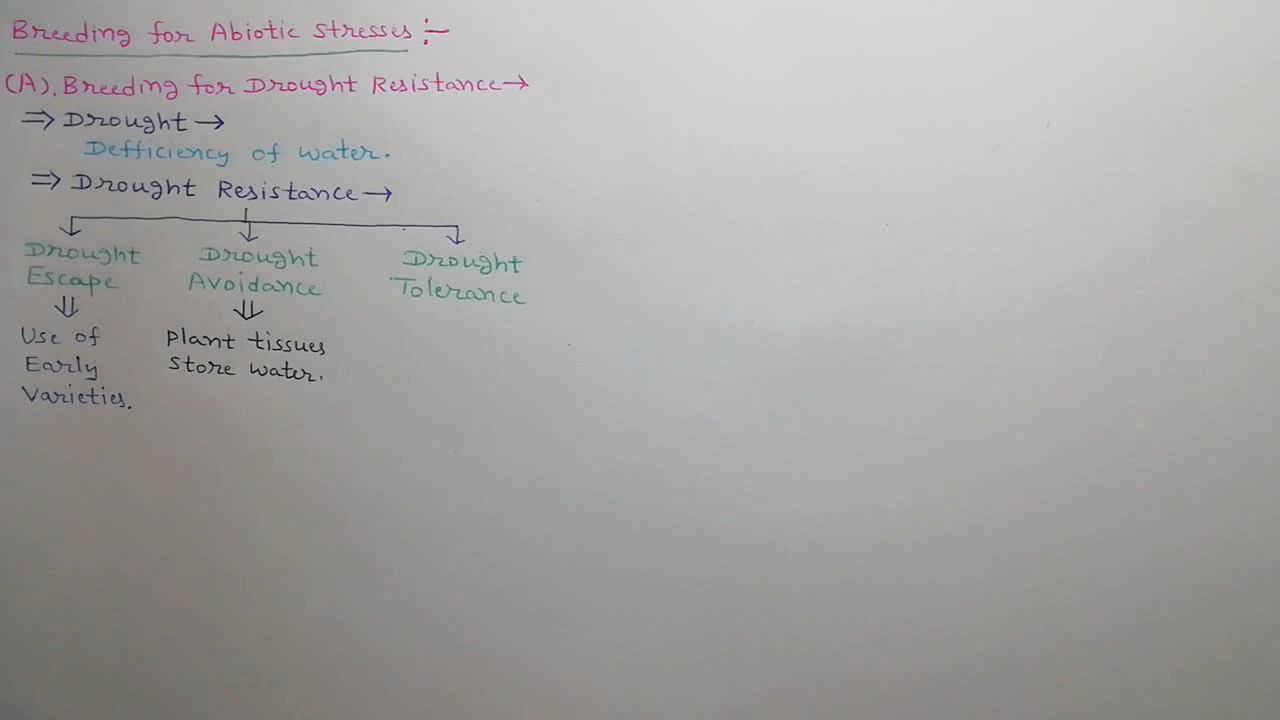 Breeding for Abiotic Stresses :-
(A). Breeding for Drought Resistance →
⇒ Drought →
Defficiency of water.
⇒ Drought Resistance →
Drought Escape
Drought Avoidance
Drought Tolerance
⇓ ⇓
Use of Early Varieties.
Plant tissues store water.